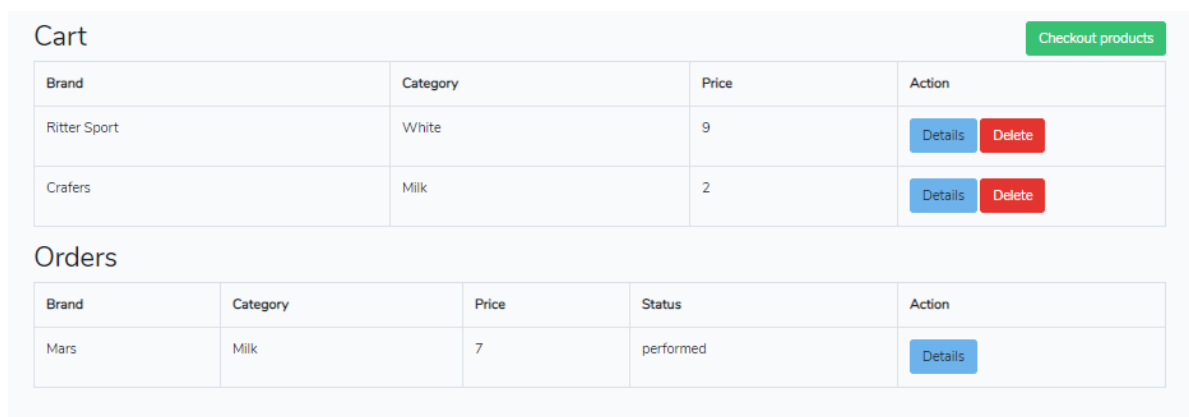 Cart
Checkout products
Brand Category Price Action
Ritter Sport White 9 Details Delete
Crafers Milk 2 Details Delete
Orders
Brand Category Price Status Action
Mars Milk 7 performed Details